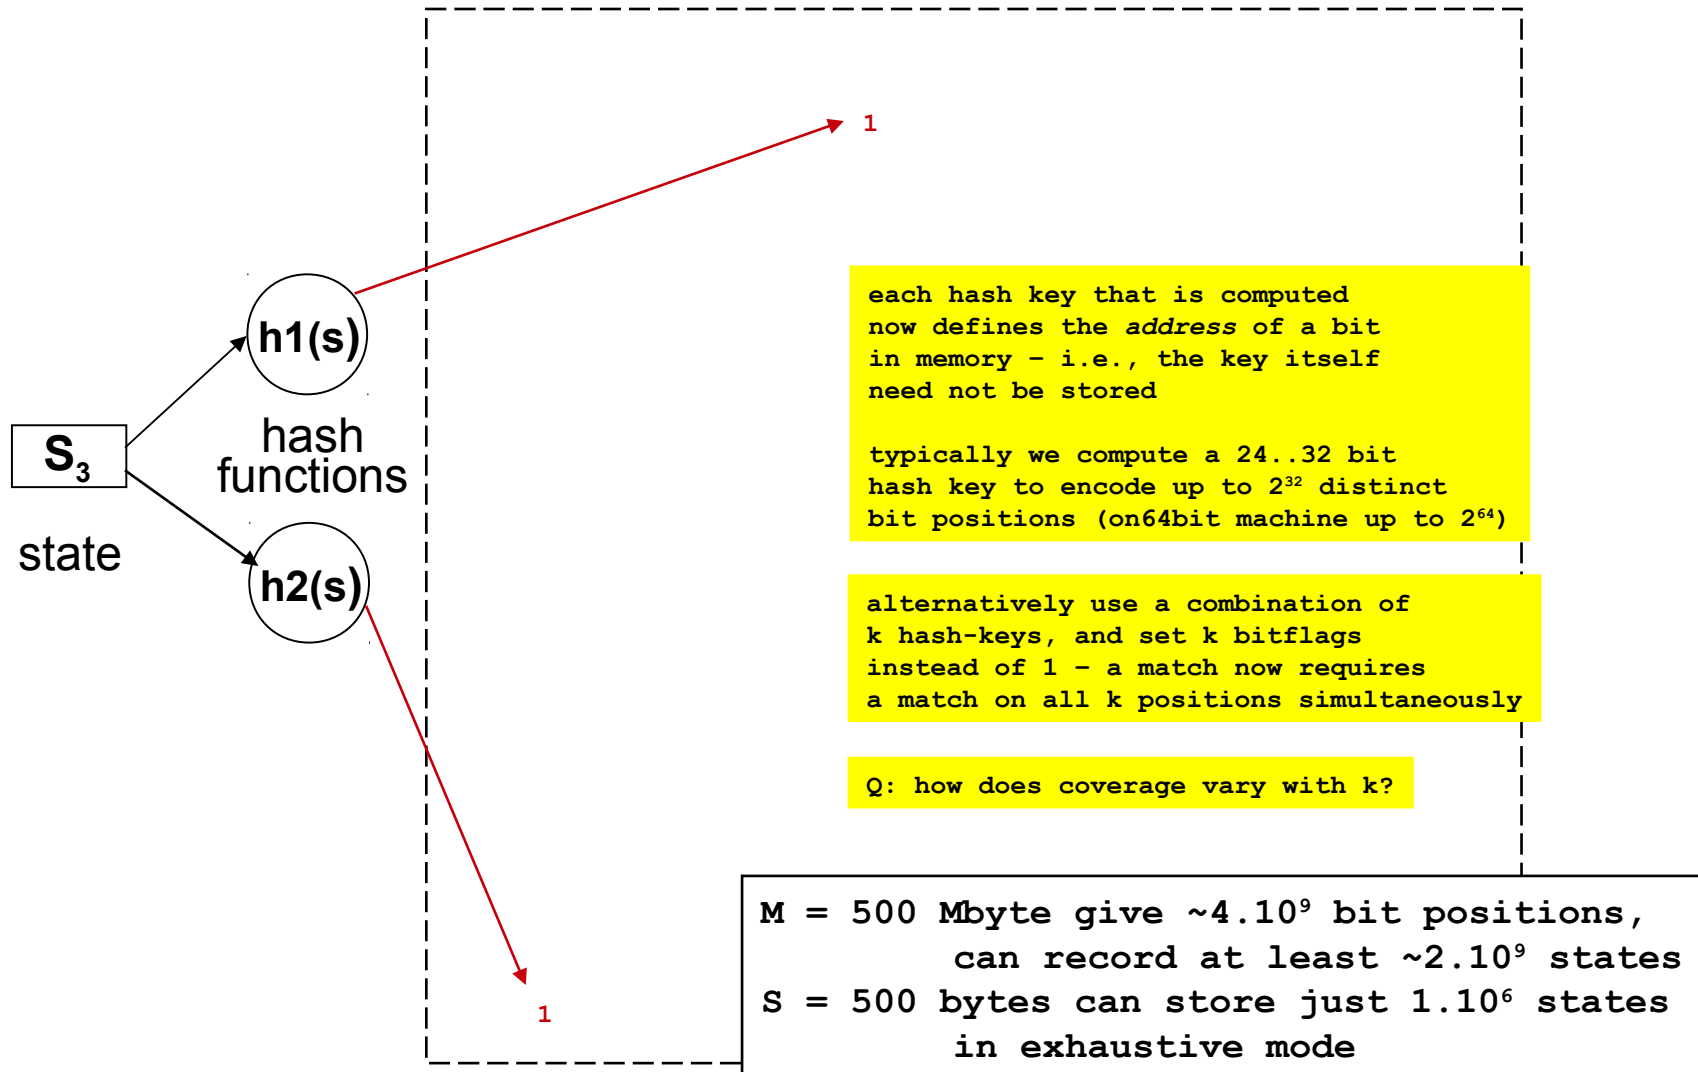 1
h1(s)
hash
functions
S₃
state
h2(s)
1
each hash key that is computed
now defines the address of a bit
in memory – i.e., the key itself
need not be stored
typically we compute a 24..32 bit
hash key to encode up to 2³² distinct
bit positions (on64bit machine up to 2⁶⁴)
alternatively use a combination of
k hash-keys, and set k bitflags
instead of 1 – a match now requires
a match on all k positions simultaneously
Q: how does coverage vary with k?
M = 500 Mbyte give ~4.10⁹ bit positions,
can record at least ~2.10⁹ states
S = 500 bytes can store just 1.10⁶ states
in exhaustive mode